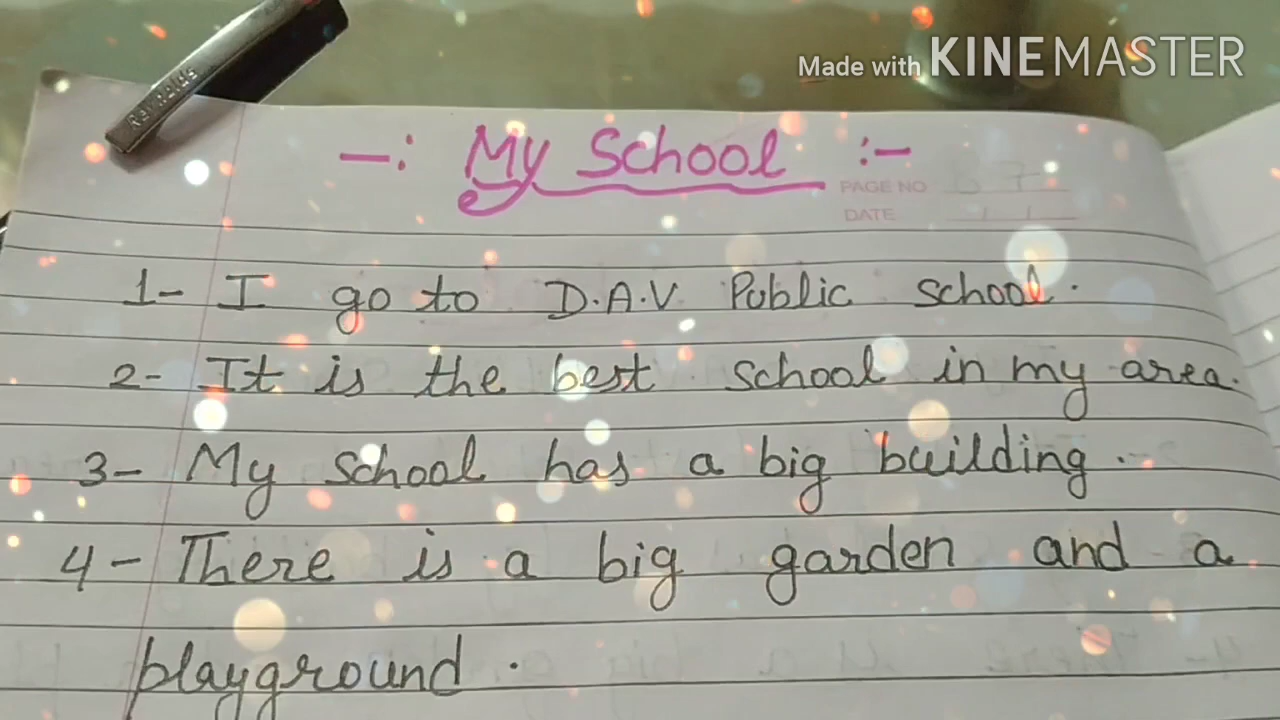 Made with KINEMASTER
Reynolds
—: My School :—
PAGE NO
DATE
1- I go to D.A.V Public school.
2- It is the best school in my area.
3- My school has a big building.
4- There is a big garden and a
playground.